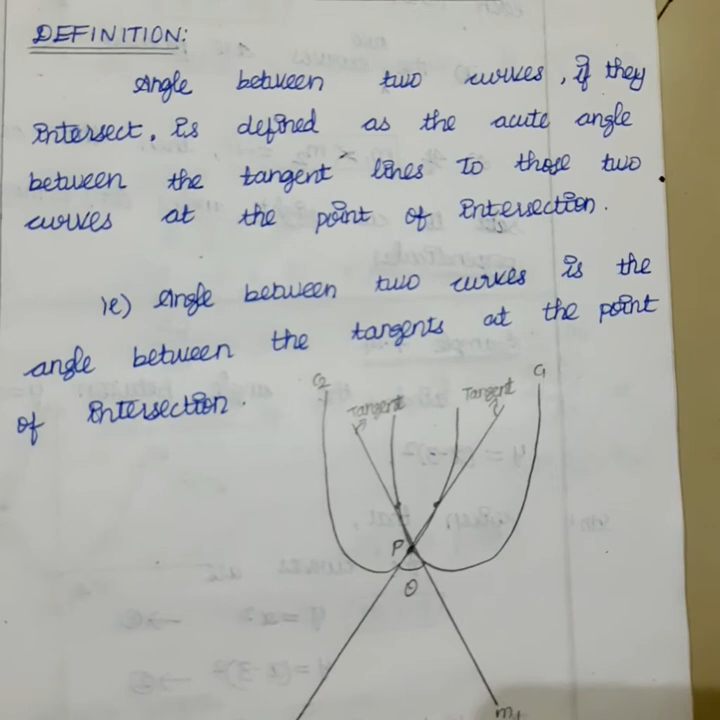 DEFINITION:
Angle between two curves, if they
intersect, is defined as the acute angle
between the tangent lines to those two
curves at the point of intersection.
ie) Angle between two curves is the
angle between the tangents at the point
of intersection.
C2 Tangent Tangent C1
P
θ
m1